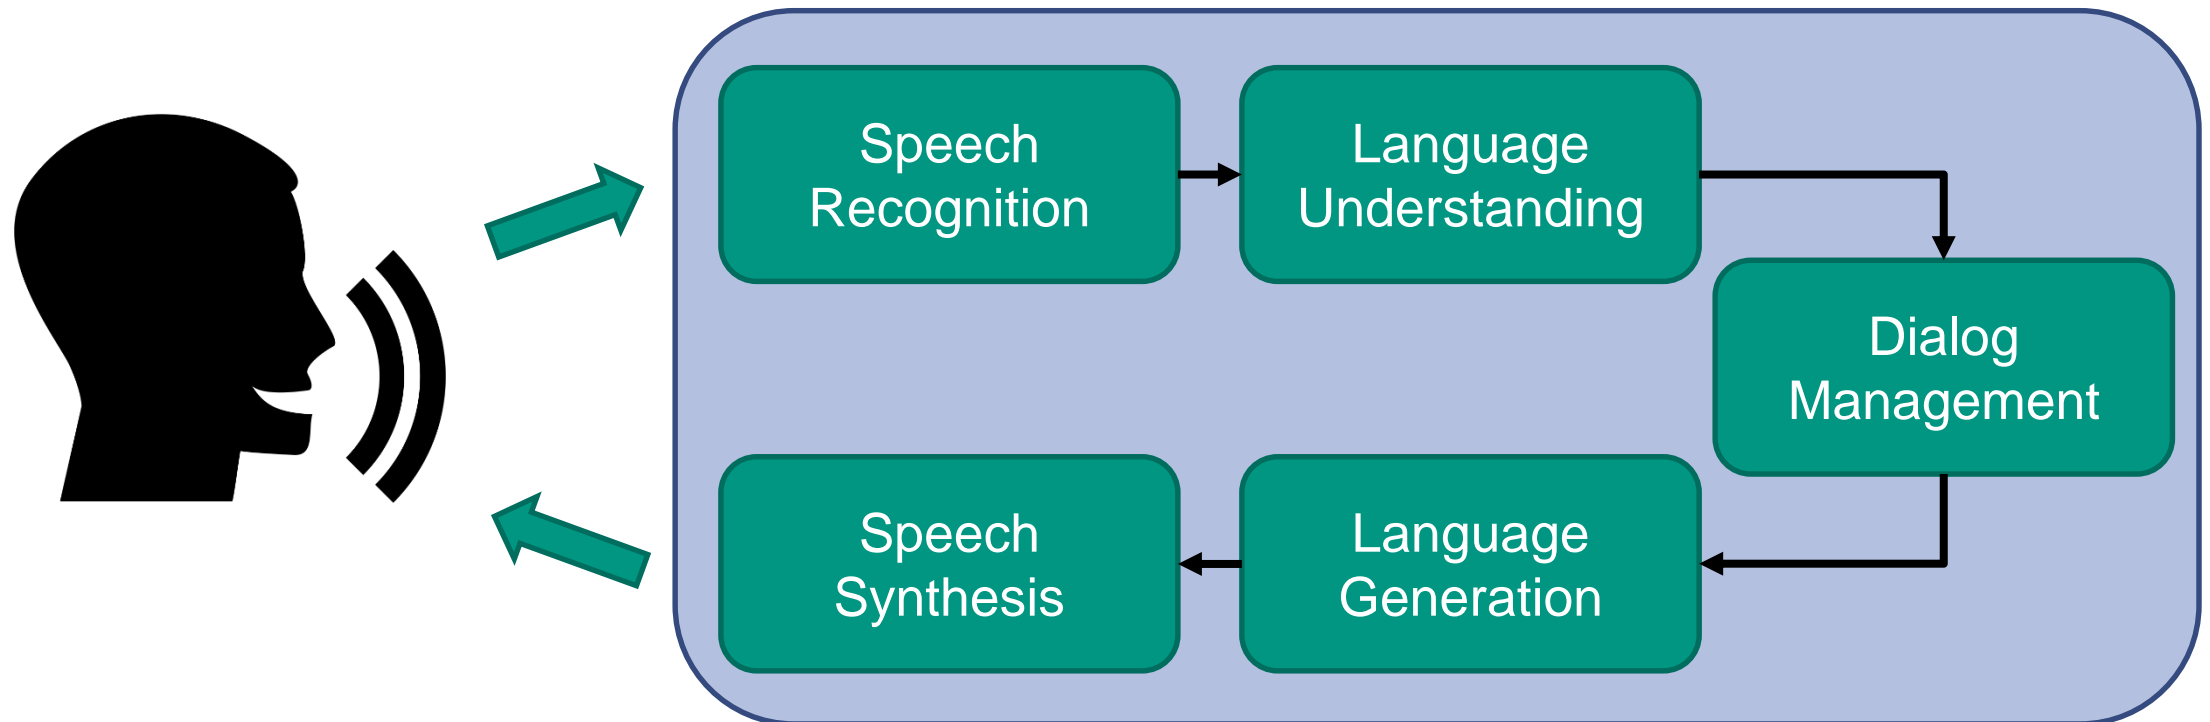 Speech
Recognition
Language
Understanding
Dialog
Management
Speech
Synthesis
Language
Generation